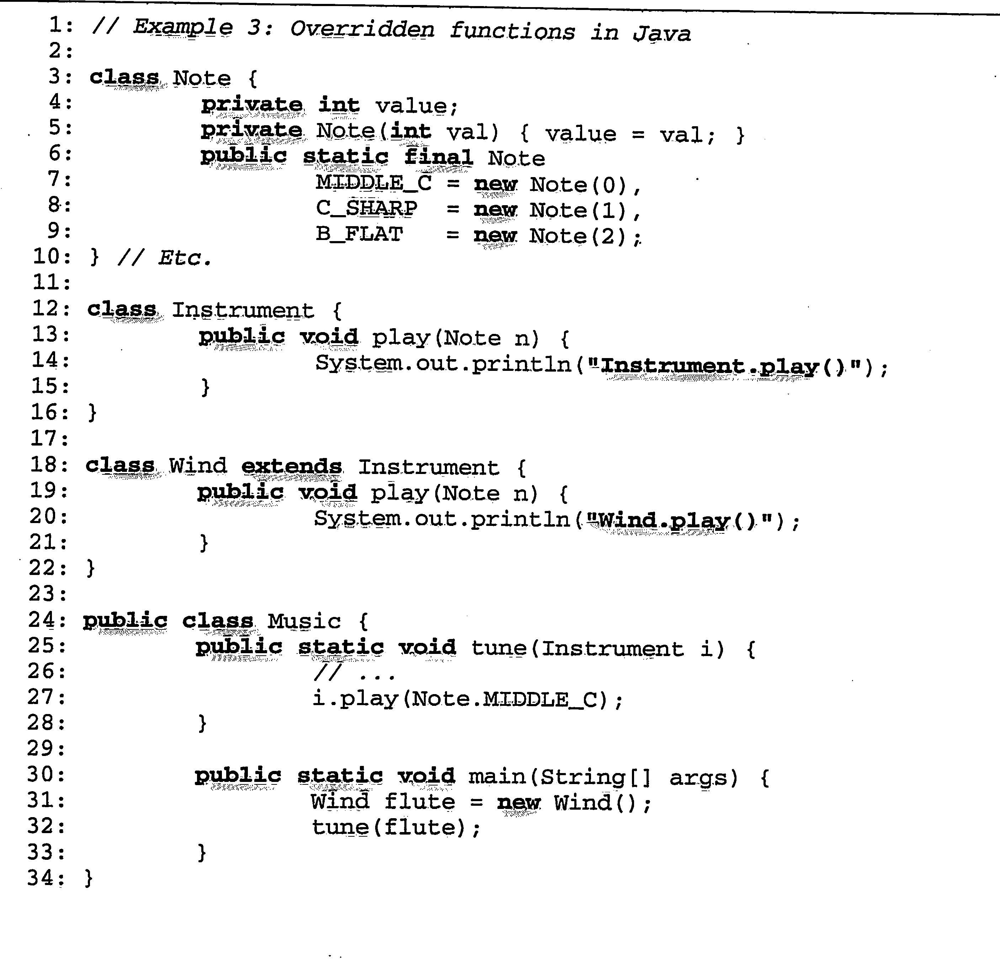 1: // Example 3: Overridden functions in Java
2:
3: class Note {
4: private int value;
5: private Note(int val) { value = val; }
6: public static final Note
7: MIDDLE_C = new Note(0),
8: C_SHARP = new Note(1),
9: B_FLAT = new Note(2);
10: } // Etc.
11:
12: class Instrument {
13: public void play(Note n) {
14: System.out.println("Instrument.play()");
15: }
16: }
17:
18: class Wind extends Instrument {
19: public void play(Note n) {
20: System.out.println("Wind.play()");
21: }
22: }
23:
24: public class Music {
25: public static void tune(Instrument i) {
26: // ...
27: i.play(Note.MIDDLE_C);
28: }
29:
30: public static void main(String[] args) {
31: Wind flute = new Wind();
32: tune(flute);
33: }
34: }